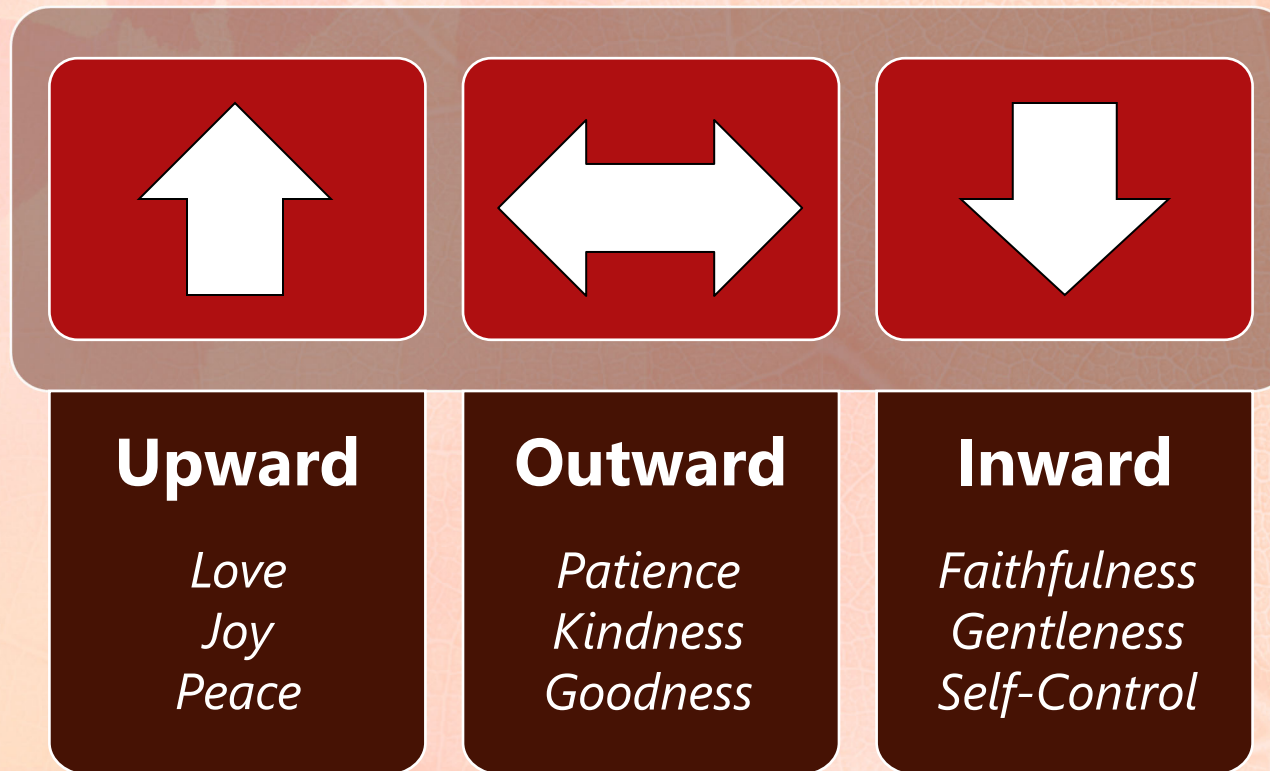 Upward
Love
Joy
Peace
Outward
Patience
Kindness
Goodness
Inward
Faithfulness
Gentleness
Self-Control